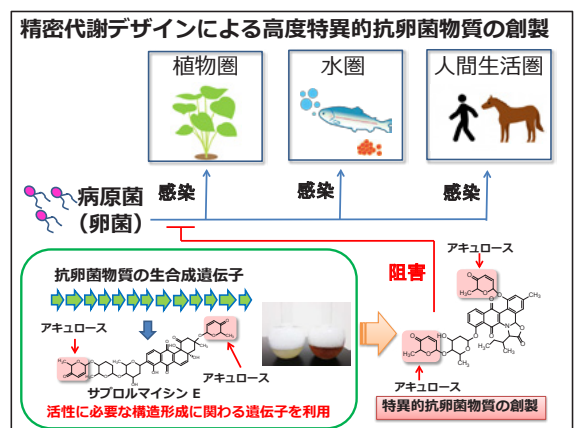 精密代謝デザインによる高度特異的抗卵菌物質の創製
植物圏
水圏
人間生活圏
病原菌
(卵菌)
感染
感染
感染
阻害
抗卵菌物質の生合成遺伝子
アキュロース
アキュロース
サブロルマイシン E
活性に必要な構造形成に関わる遺伝子を利用
アキュロース
アキュロース
特異的抗卵菌物質の創製